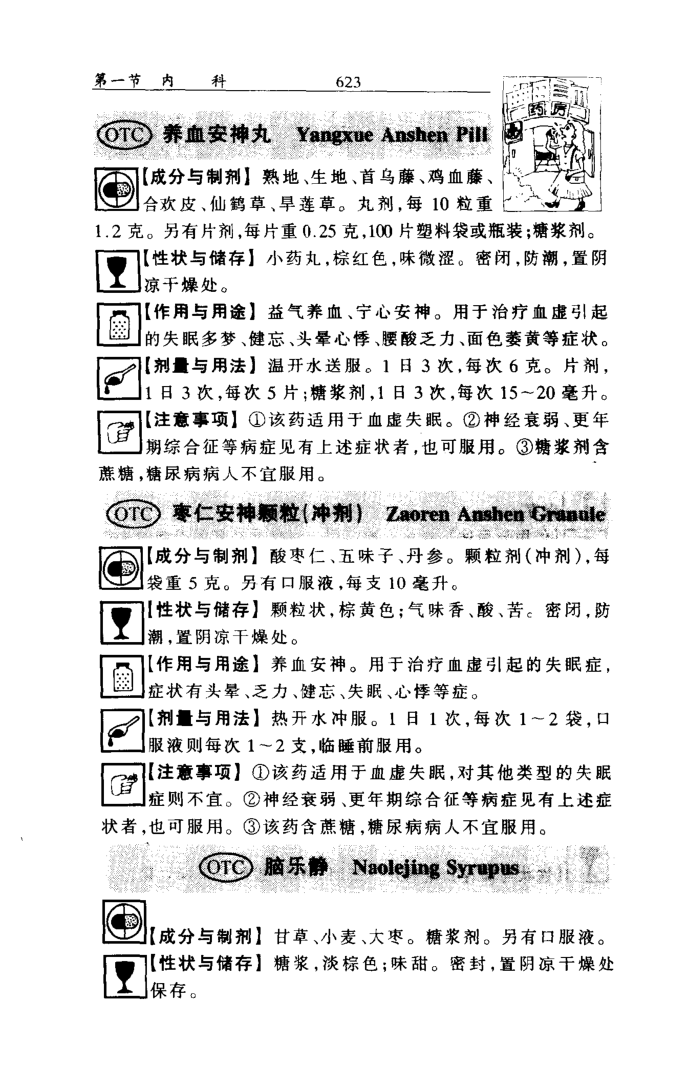 第一节 内 科 623
药房
OTC 养血安神丸 Yangxue Anshen Pill
【成分与制剂】熟地、生地、首乌藤、鸡血藤、
合欢皮、仙鹤草、旱莲草。丸剂,每 10 粒重
1.2 克。另有片剂,每片重 0.25 克,100 片塑料袋或瓶装;糖浆剂。
【性状与储存】小药丸,棕红色,味微涩。密闭,防潮,置阴
凉干燥处。
【作用与用途】益气养血、宁心安神。用于治疗血虚引起
的失眠多梦、健忘、头晕心悸、腰酸乏力、面色萎黄等症状。
【剂量与用法】温开水送服。1 日 3 次,每次 6 克。片剂,
1 日 3 次,每次 5 片;糖浆剂,1 日 3 次,每次 15~20 毫升。
【注意事项】①该药适用于血虚失眠。②神经衰弱、更年
期综合征等病症见有上述症状者,也可服用。③糖浆剂含
蔗糖,糖尿病病人不宜服用。
OTC 枣仁安神颗粒(冲剂) Zaoren Anshen Granule
【成分与制剂】酸枣仁、五味子、丹参。颗粒剂(冲剂),每
袋重 5 克。另有口服液,每支 10 毫升。
【性状与储存】颗粒状,棕黄色;气味香、酸、苦。密闭,防
潮,置阴凉干燥处。
【作用与用途】养血安神。用于治疗血虚引起的失眠症,
症状有头晕、乏力、健忘、失眠、心悸等症。
【剂量与用法】热开水冲服。1 日 1 次,每次 1~2 袋,口
服液则每次 1~2 支,临睡前服用。
【注意事项】①该药适用于血虚失眠,对其他类型的失眠
症则不宜。②神经衰弱、更年期综合征等病症见有上述症
状者,也可服用。③该药含蔗糖,糖尿病病人不宜服用。
OTC 脑乐静 Naolejing Syrupus
【成分与制剂】甘草、小麦、大枣。糖浆剂。另有口服液。
【性状与储存】糖浆,淡棕色;味甜。密封,置阴凉干燥处
保存。